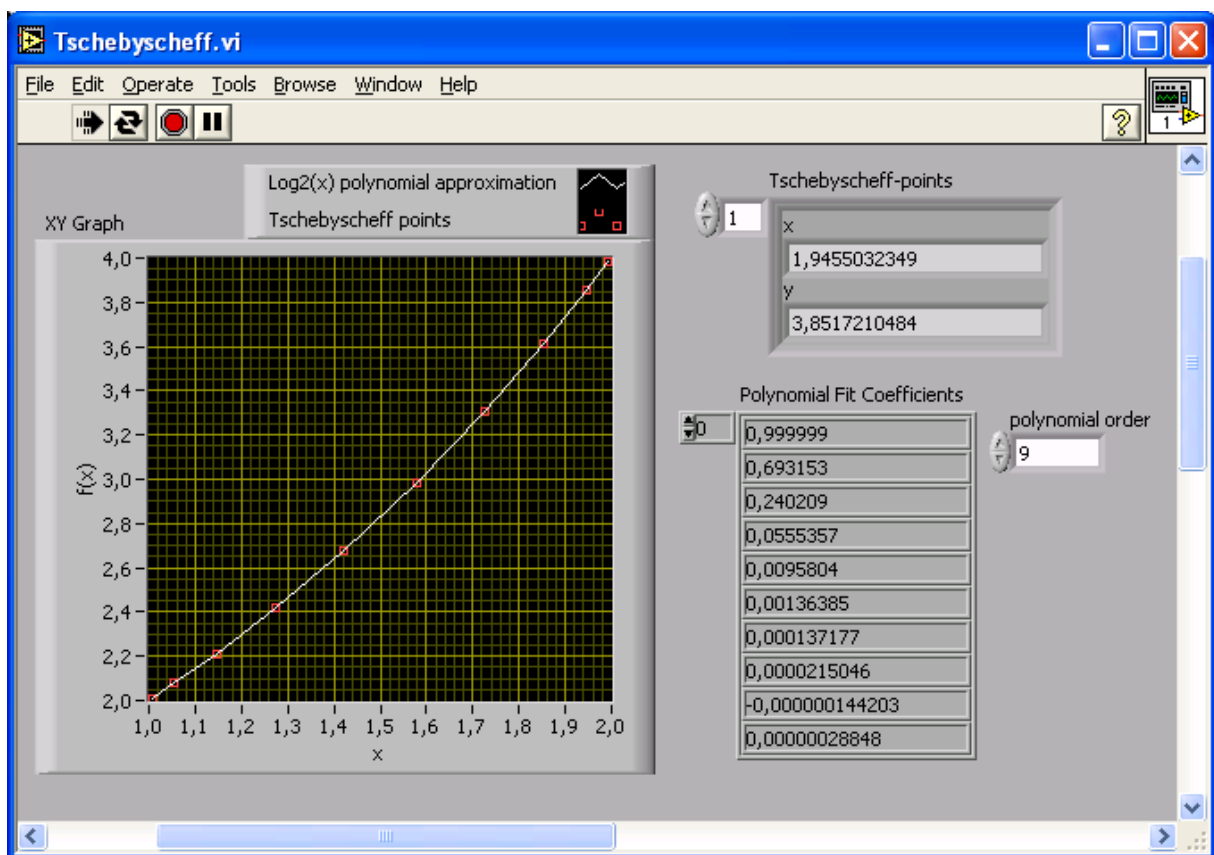 Tschebyscheff.vi
File Edit Operate Tools Browse Window Help
1
Log2(x) polynomial approximation
Tschebyscheff points
XY Graph
4,0
3,8
3,6
3,4
3,2
3,0
2,8
2,6
2,4
2,2
2,0
f(x)
1,0 1,1 1,2 1,3 1,4 1,5 1,6 1,7 1,8 1,9 2,0
x
Tschebyscheff-points
1
x
1,9455032349
y
3,8517210484
Polynomial Fit Coefficients
0
0,999999
0,693153
0,240209
0,0555357
0,0095804
0,00136385
0,000137177
0,0000215046
-0,000000144203
0,00000028848
polynomial order
9